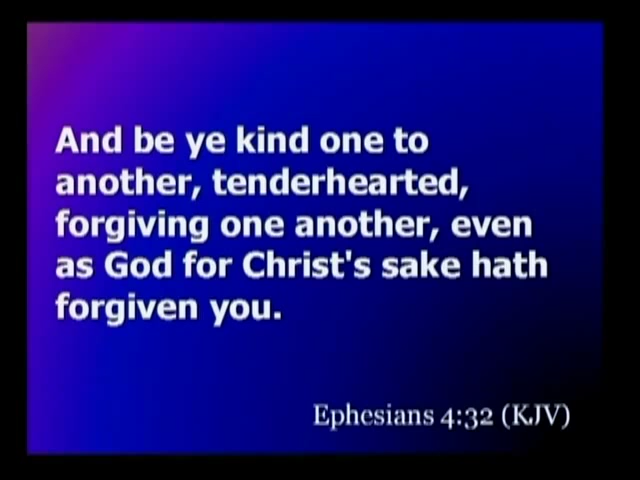 And be ye kind one to
another, tenderhearted,
forgiving one another, even
as God for Christ's sake hath
forgiven you.
Ephesians 4:32 (KJV)